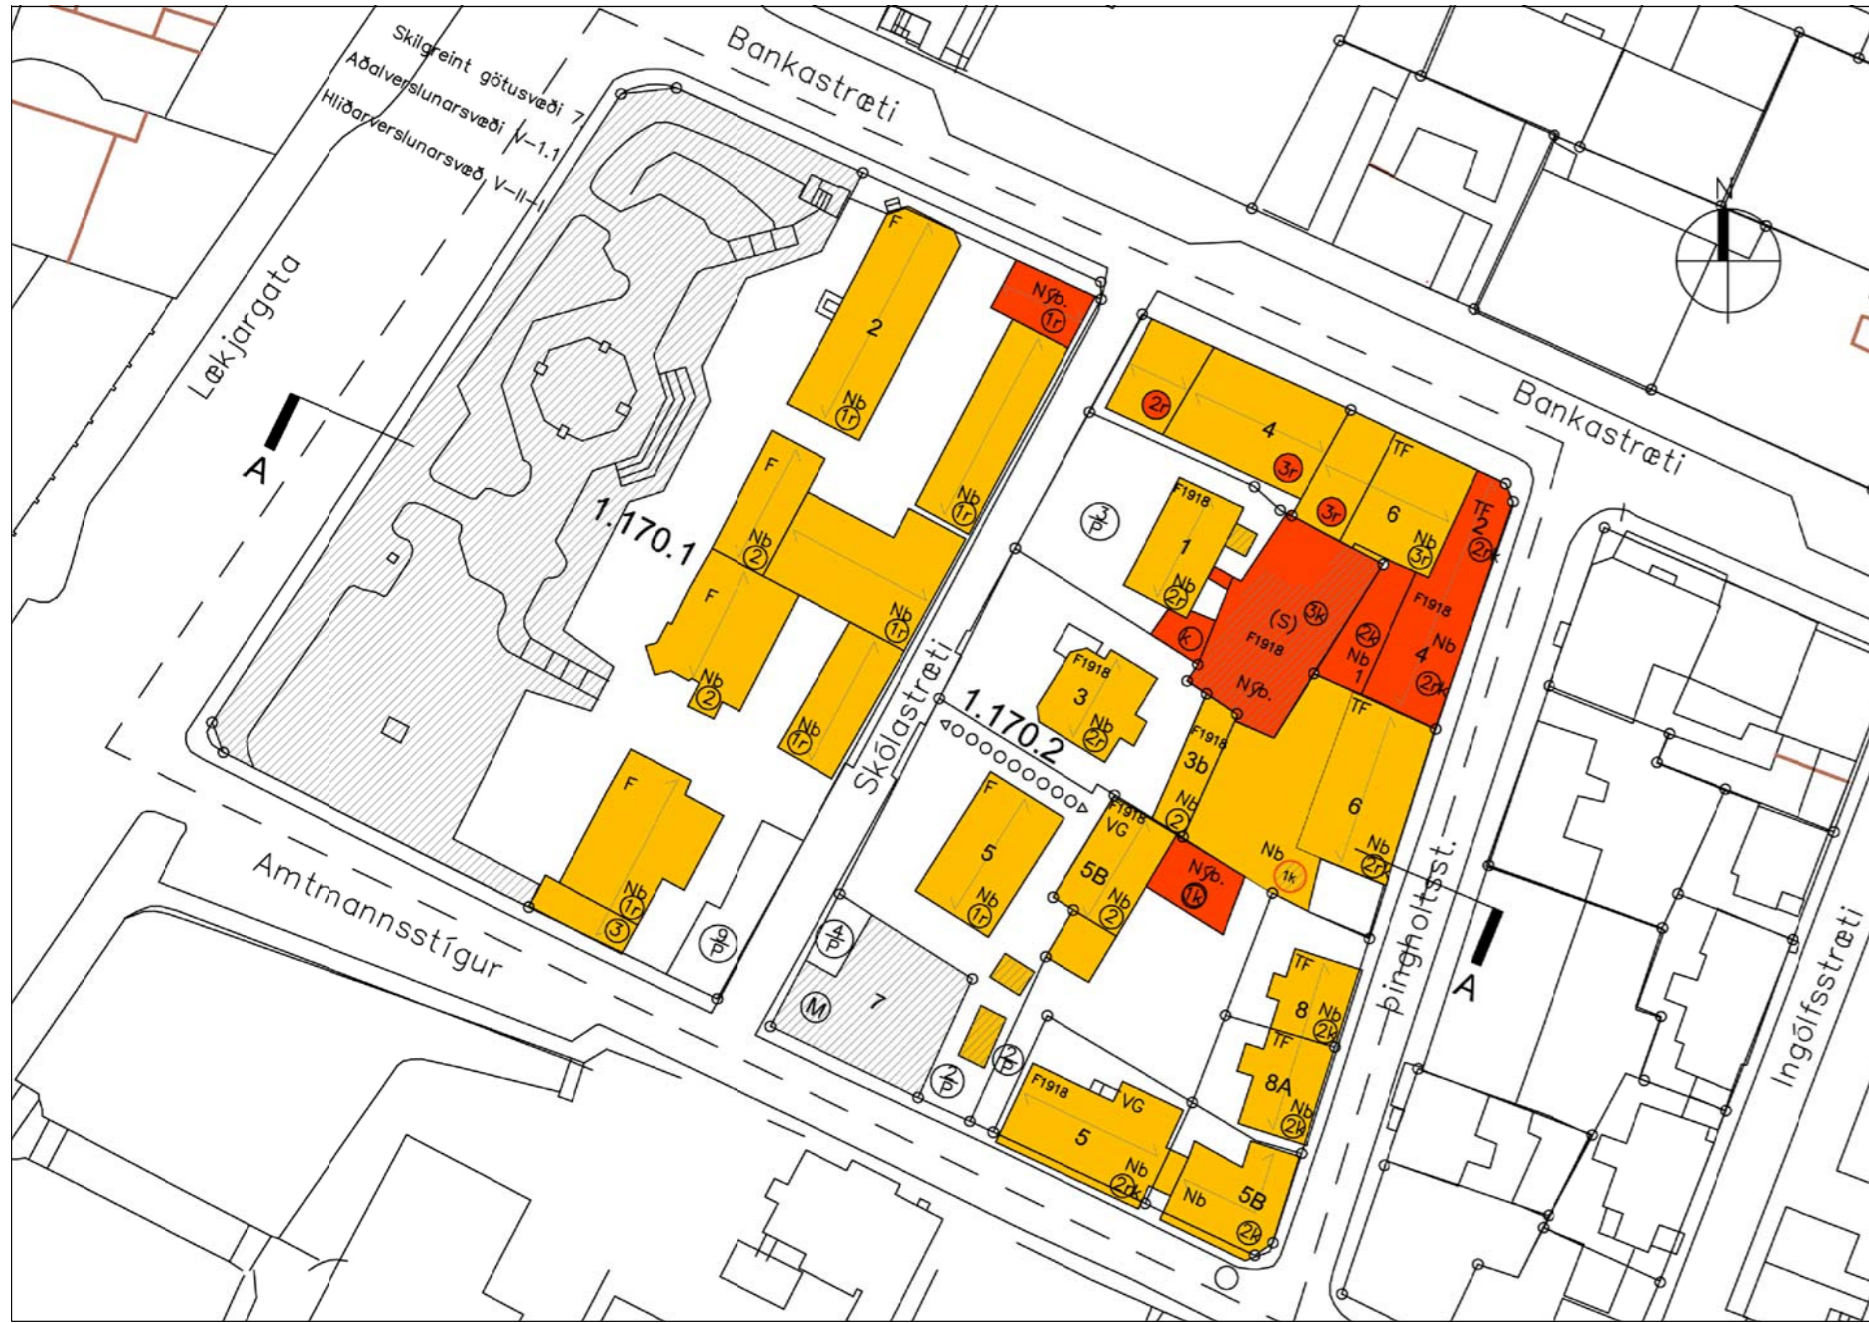 Bankastræti
Skilgreint götusvæði 7
Aðalverslunarsvæði V-1.1
Hliðarverslunarsvæð V-II-I
N
F
Nýb.
1r
Lækjargata
2
Nb
1r
2r
4
3r
Bankastræti
A
F
TF
3r
6
Nb
3r
TF
2
2rk
1.170.1
Nb
1r
F1918
3
P
1
Nb
2r
Nb
2
F
Nb
1r
k
(S)
3k
F1918
Nýb.
2k
Nb
1
F1918
Nb
4
2rk
Skólastræti
F1918
3
Nb
2r
Nb
2
1.170.2
TF
Nb
1r
F1918
3b
Nb
2
6
Nb
2rk
F
F
5
Nb
1r
F1918
VG
5B
Nb
2
Nýb.
1k
Nb
1k
Amtmannsstígur
Nb
1r
3
9
P
4
P
M
7
Þingholtsst.
A
Ingólfsstræti
TF
8
Nb
2k
TF
8A
Nb
2k
2
P
2
P
F1918
VG
5
Nb
2rk
Nb
5B
2k